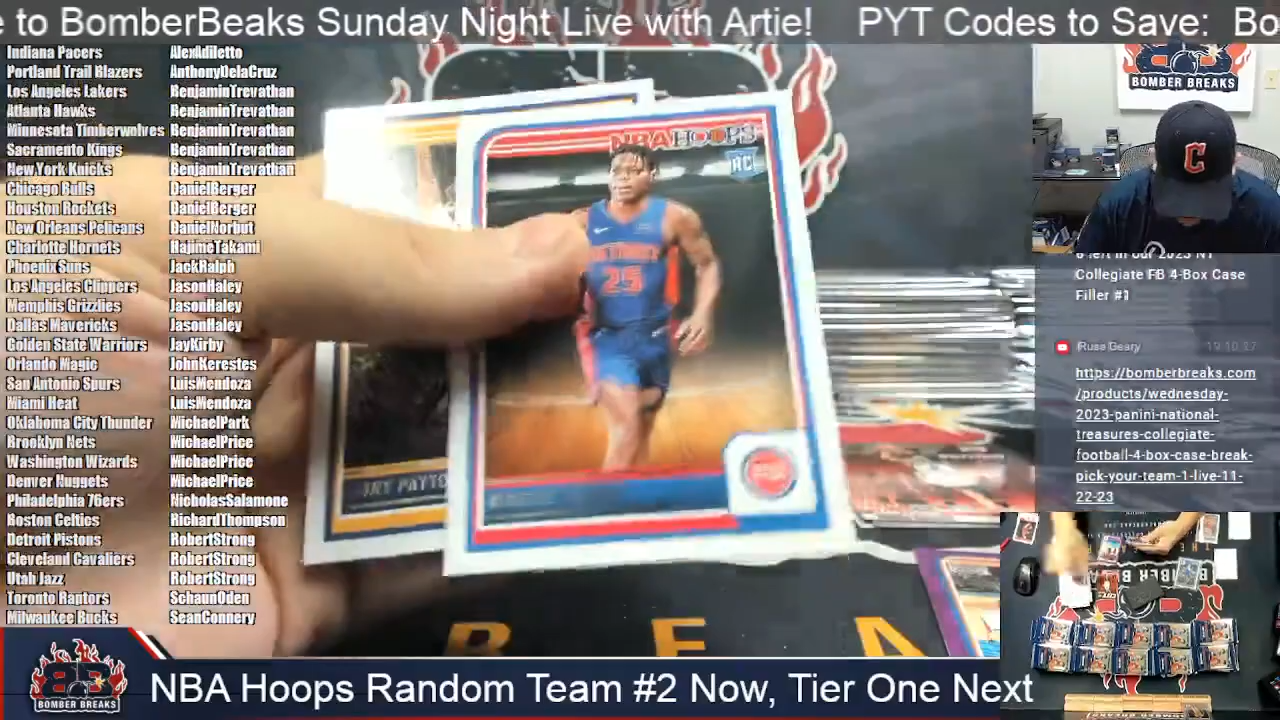 e to BomberBeaks Sunday Night Live with Artie! PYT Codes to Save: Bo
Indiana Pacers AlexAdiletto
Portland Trail Blazers AnthonyDelaCruz
Los Angeles Lakers BenjaminTrevathan
Atlanta Hawks BenjaminTrevathan
Minnesota Timberwolves BenjaminTrevathan
Sacramento Kings BenjaminTrevathan
New York Knicks BenjaminTrevathan
Chicago Bulls DanielBerger
Houston Rockets DanielBerger
New Orleans Pelicans DanielNorbut
Charlotte Hornets HajimeTakami
Phoenix Suns JackRalph
Los Angeles Clippers JasonHaley
Memphis Grizzlies JasonHaley
Dallas Mavericks JasonHaley
Golden State Warriors JayKirby
Orlando Magic JohnKerestes
San Antonio Spurs LuisMendoza
Miami Heat LuisMendoza
Oklahoma City Thunder MichaelPark
Brooklyn Nets MichaelPrice
Washington Wizards MichaelPrice
Denver Nuggets MichaelPrice
Philadelphia 76ers NicholasSalamone
Boston Celtics RichardThompson
Detroit Pistons RobertStrong
Cleveland Cavaliers RobertStrong
Utah Jazz RobertStrong
Toronto Raptors SchaunOden
Milwaukee Bucks SeanConnery
NBA HOOPS
RC
DETROIT
25
B E A
BOMBER BREAKS
C
6 left in our 2023 NT
Collegiate FB 4-Box Case
Filler #1
Russ Geary
https://bomberbreaks.com
/products/wednesday-
2023-panini-national-
treasures-collegiate-
football-4-box-case-break-
pick-your-team-1-live-11-
22-23
BOMBER BREAKS
NBA Hoops Random Team #2 Now, Tier One Next